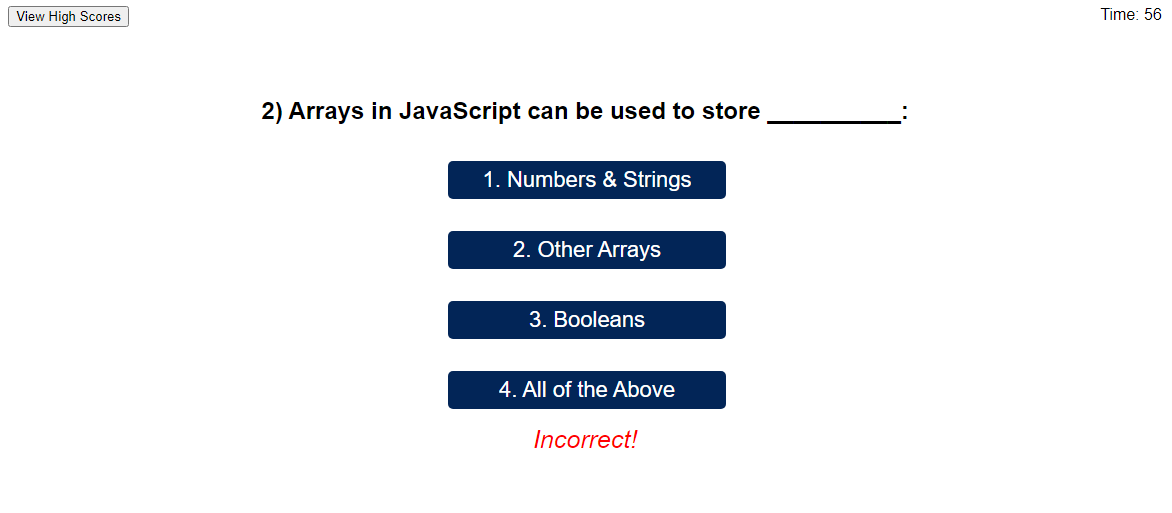 View High Scores
Time: 56
2) Arrays in JavaScript can be used to store __________:
1. Numbers & Strings
2. Other Arrays
3. Booleans
4. All of the Above
Incorrect!